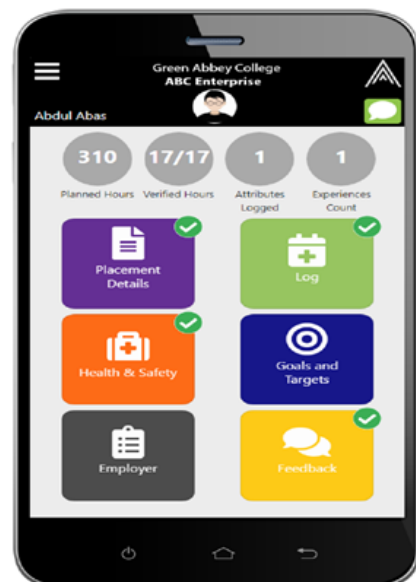 Green Abbey College
ABC Enterprise
Abdul Abas
310
17/17
1
1
Planned Hours
Verified Hours
Attributes
Logged
Experiences
Count
Placement
Details
Log
Health & Safety
Goals and
Targets
Employer
Feedback